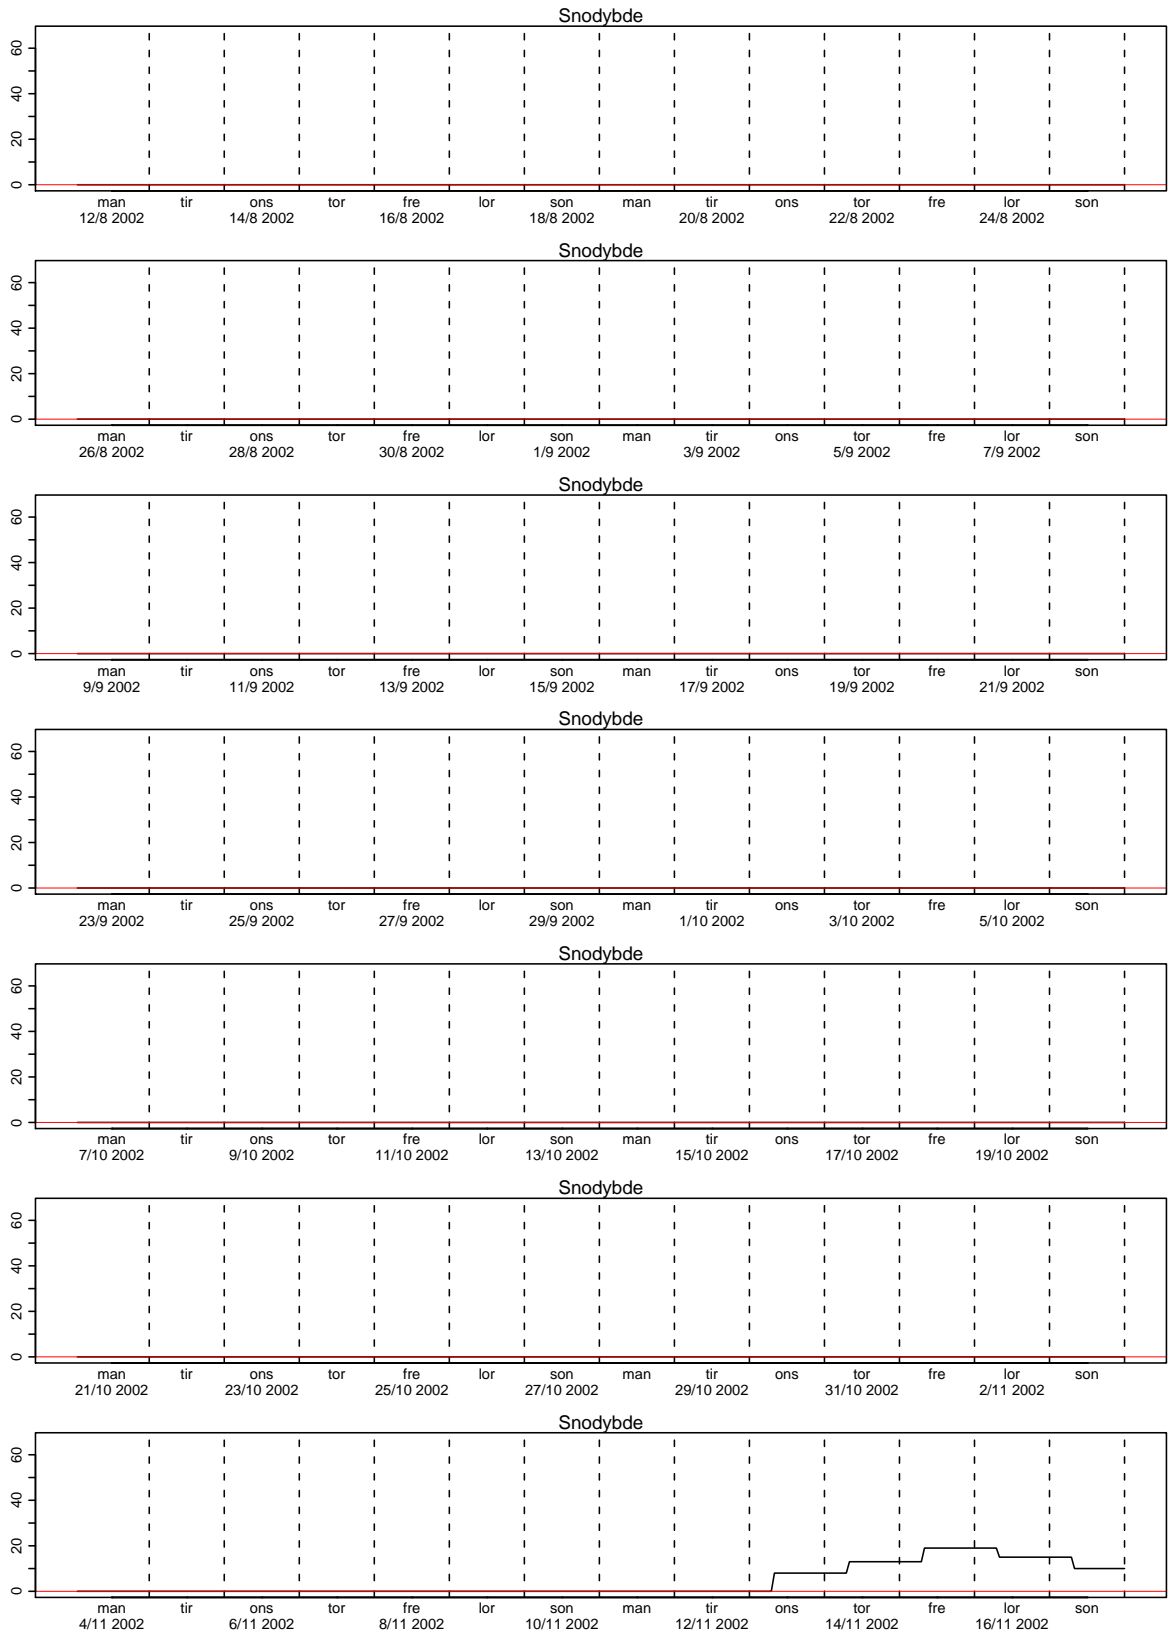 Snodybde
60
40
20
0
man tir ons tor fre lor son man tir ons tor fre lor son
12/8 2002 14/8 2002 16/8 2002 18/8 2002 20/8 2002 22/8 2002 24/8 2002
Snodybde
60
40
20
0
man tir ons tor fre lor son man tir ons tor fre lor son
26/8 2002 28/8 2002 30/8 2002 1/9 2002 3/9 2002 5/9 2002 7/9 2002
Snodybde
60
40
20
0
man tir ons tor fre lor son man tir ons tor fre lor son
9/9 2002 11/9 2002 13/9 2002 15/9 2002 17/9 2002 19/9 2002 21/9 2002
Snodybde
60
40
20
0
man tir ons tor fre lor son man tir ons tor fre lor son
23/9 2002 25/9 2002 27/9 2002 29/9 2002 1/10 2002 3/10 2002 5/10 2002
Snodybde
60
40
20
0
man tir ons tor fre lor son man tir ons tor fre lor son
7/10 2002 9/10 2002 11/10 2002 13/10 2002 15/10 2002 17/10 2002 19/10 2002
Snodybde
60
40
20
0
man tir ons tor fre lor son man tir ons tor fre lor son
21/10 2002 23/10 2002 25/10 2002 27/10 2002 29/10 2002 31/10 2002 2/11 2002
Snodybde
60
40
20
0
man tir ons tor fre lor son man tir ons tor fre lor son
4/11 2002 6/11 2002 8/11 2002 10/11 2002 12/11 2002 14/11 2002 16/11 2002